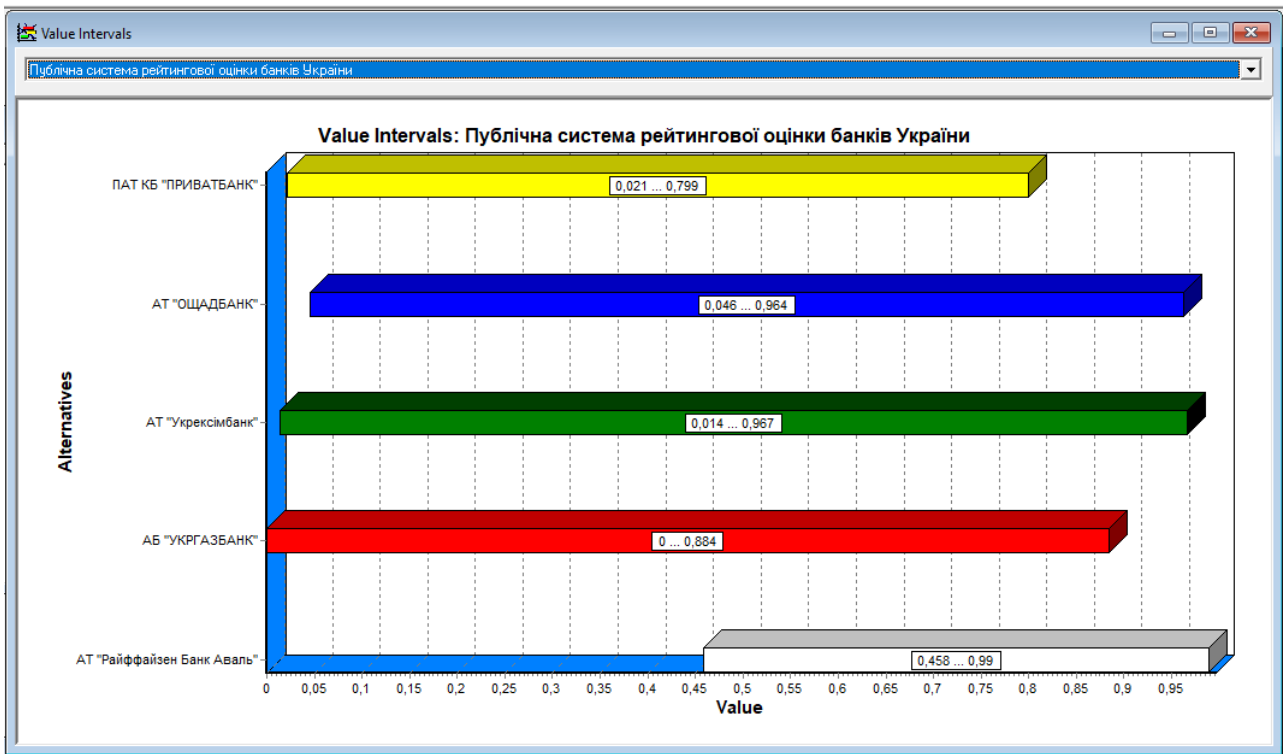 Value Intervals
Публічна система рейтингової оцінки банків України
Value Intervals: Публічна система рейтингової оцінки банків України
ПАТ КБ "ПРИВАТБАНК"
0,021 ... 0,799
АТ "ОЩАДБАНК"
0,046 ... 0,964
Alternatives
АТ "Укрексімбанк"
0,014 ... 0,967
АБ "УКРГАЗБАНК"
0 ... 0,884
АТ "Райффайзен Банк Аваль"
0,458 ... 0,99
0 0,05 0,1 0,15 0,2 0,25 0,3 0,35 0,4 0,45 0,5 0,55 0,6 0,65 0,7 0,75 0,8 0,85 0,9 0,95
Value